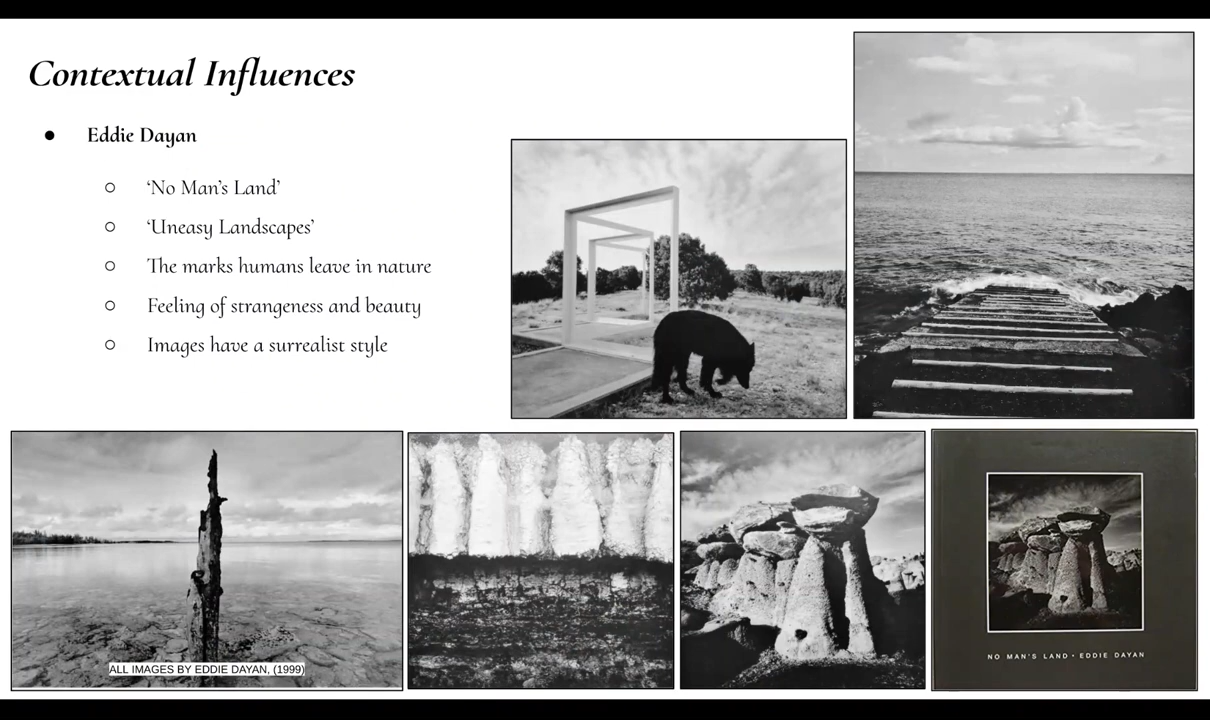 Contextual Influences
● Eddie Dayan
○ ‘No Man’s Land’
○ ‘Uneasy Landscapes’
○ The marks humans leave in nature
○ Feeling of strangeness and beauty
○ Images have a surrealist style
ALL IMAGES BY EDDIE DAYAN, (1999)
NO MAN'S LAND • EDDIE DAYAN